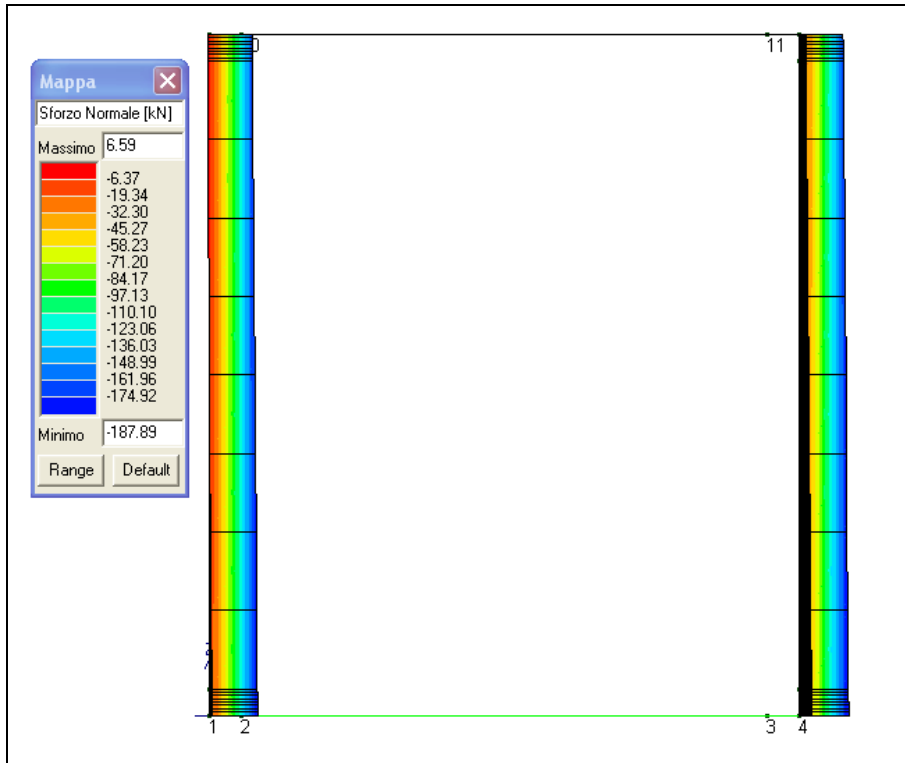 Mappa
Sforzo Normale [kN]
Massimo 6.59
-6.37
-19.34
-32.30
-45.27
-58.23
-71.20
-84.17
-97.13
-110.10
-123.06
-136.03
-148.99
-161.96
-174.92
Minimo -187.89
Range Default
11
1 2 3 4